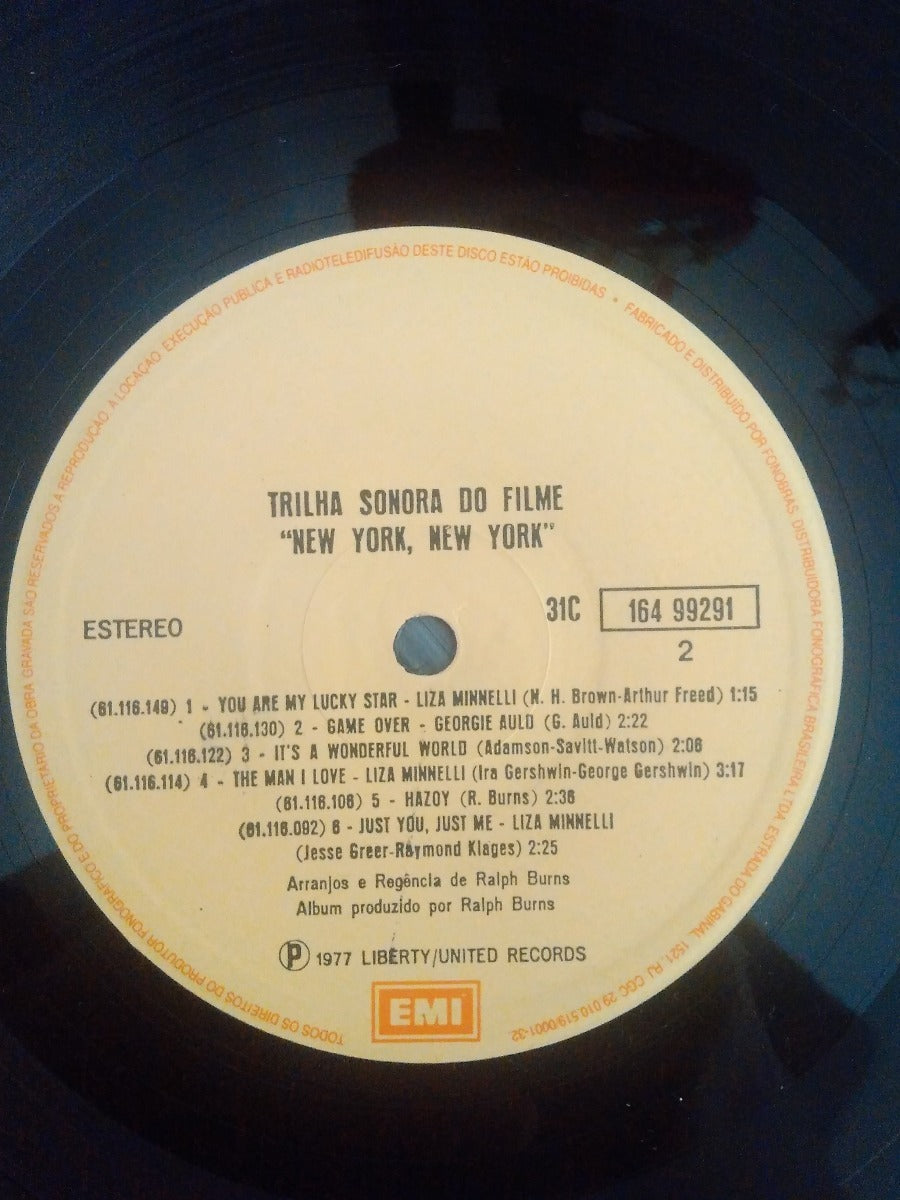 TODOS OS DIREITOS DO PRODUTOR FONOGRAFICO E DO PROPRIETARIO DA OBRA GRAVADA SÃO RESERVADOS A REPRODUÇÃO A LOCAÇÃO EXECUÇÃO PUBLICA E RADIOTELEDIFUSÃO DESTE DISCO ESTÃO PROIBIDAS • FABRICADO E DISTRIBUÍDO POR FONOBRAS DISTRIBUIDORA FONOGRAFICA BRASILEIRA LTDA ESTRADA DO GABINAL, 1521, RJ CGC 29 010.519/0001-32
TRILHA SONORA DO FILME
“NEW YORK, NEW YORK”
ESTEREO
31C 164 99291
2
(61.116.149) 1 - YOU ARE MY LUCKY STAR - LIZA MINNELLI (N. H. Brown-Arthur Freed) 1:15
(61.116.130) 2 - GAME OVER - GEORGIE AULD (G. Auld) 2:22
(61.116.122) 3 - IT'S A WONDERFUL WORLD (Adamson-Savitt-Watson) 2:06
(61.116.114) 4 - THE MAN I LOVE - LIZA MINNELLI (Ira Gershwin-George Gershwin) 3:17
(61.116.106) 5 - HAZOY (R. Burns) 2:36
(61.116.092) 6 - JUST YOU, JUST ME - LIZA MINNELLI
(Jesse Greer-Raymond Klages) 2:25
Arranjos e Regência de Ralph Burns
Album produzido por Ralph Burns
Ⓟ 1977 LIBERTY/UNITED RECORDS
EMI